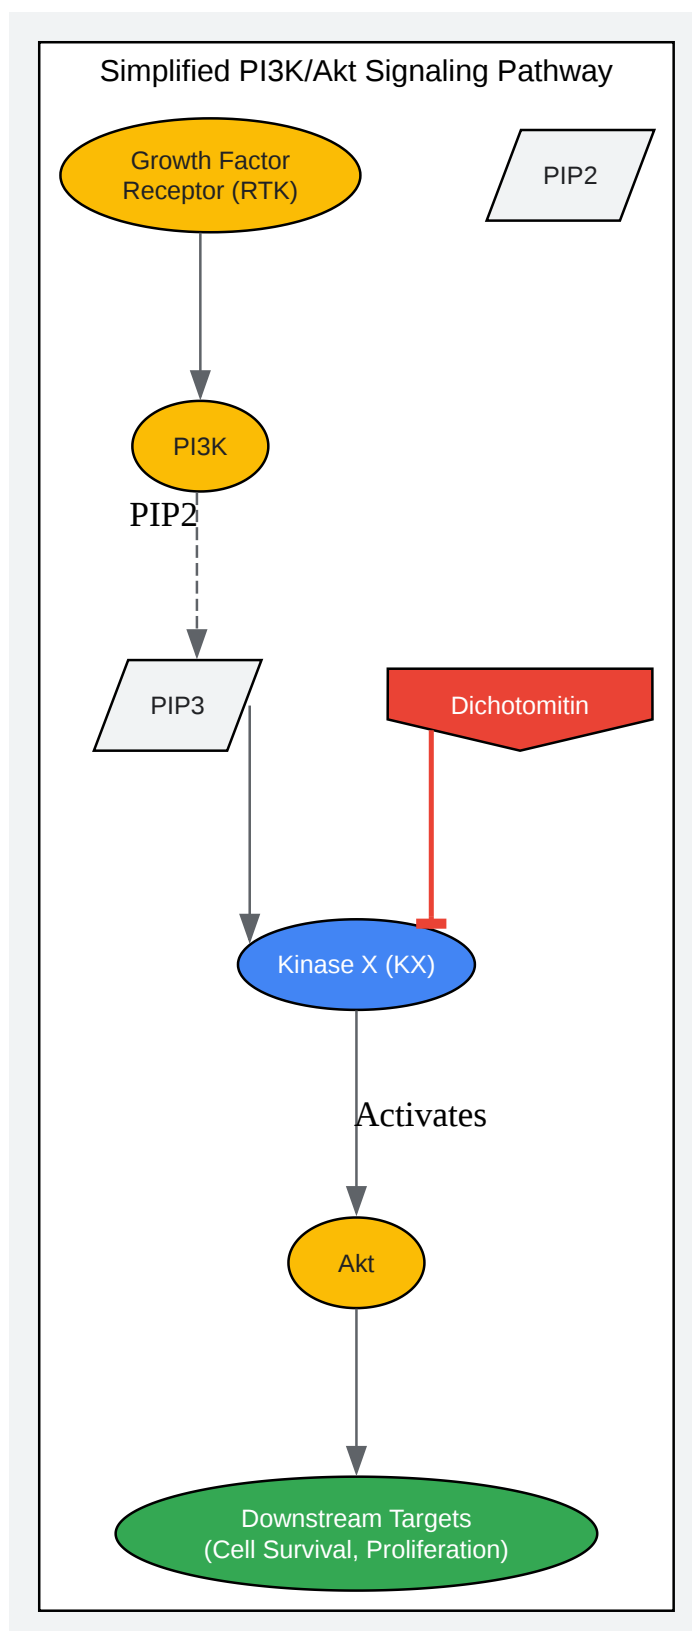 Simplified PI3K/Akt Signaling Pathway
Growth Factor
Receptor (RTK)
PIP2
PI3K
PIP2
PIP3
Dichotomitin
Kinase X (KX)
Activates
Akt
Downstream Targets
(Cell Survival, Proliferation)